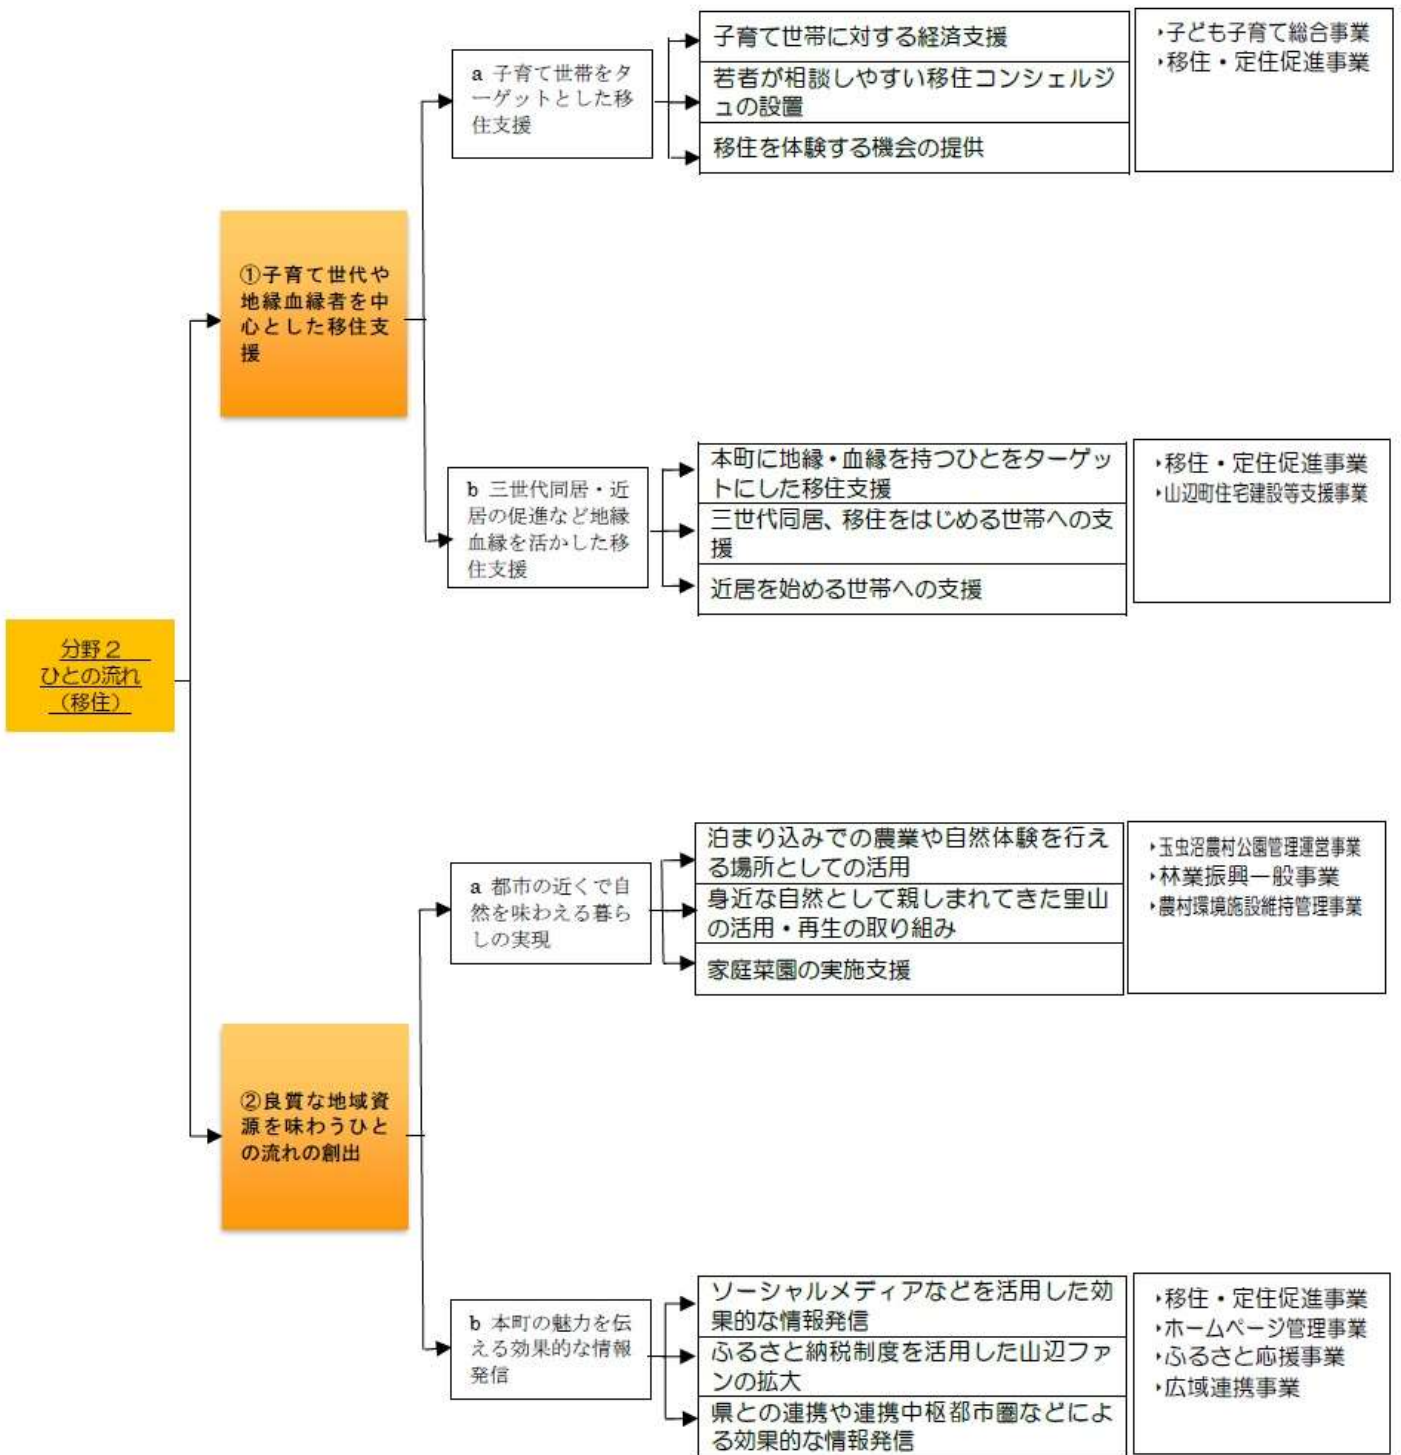 分野２
ひとの流れ
（移住）
①子育て世代や
地縁血縁者を中
心とした移住支
援
a 子育て世帯をタ
ーゲットとした移
住支援
子育て世帯に対する経済支援
若者が相談しやすい移住コンシェルジ
ュの設置
移住を体験する機会の提供
‣子ども子育て総合事業
‣移住・定住促進事業
b 三世代同居・近
居の促進など地縁
血縁を活かした移
住支援
本町に地縁・血縁を持つひとをターゲッ
トにした移住支援
三世代同居、移住をはじめる世帯への支
援
近居を始める世帯への支援
‣移住・定住促進事業
‣山辺町住宅建設等支援事業
②良質な地域資
源を味わうひと
の流れの創出
a 都市の近くで自
然を味わえる暮ら
しの実現
泊まり込みでの農業や自然体験を行え
る場所としての活用
身近な自然として親しまれてきた里山
の活用・再生の取り組み
家庭菜園の実施支援
‣玉虫沼農村公園管理運営事業
‣林業振興一般事業
‣農村環境施設維持管理事業
b 本町の魅力を伝
える効果的な情報
発信
ソーシャルメディアなどを活用した効
果的な情報発信
ふるさと納税制度を活用した山辺ファ
ンの拡大
県との連携や連携中枢都市圏などによ
る効果的な情報発信
‣移住・定住促進事業
‣ホームページ管理事業
‣ふるさと応援事業
‣広域連携事業